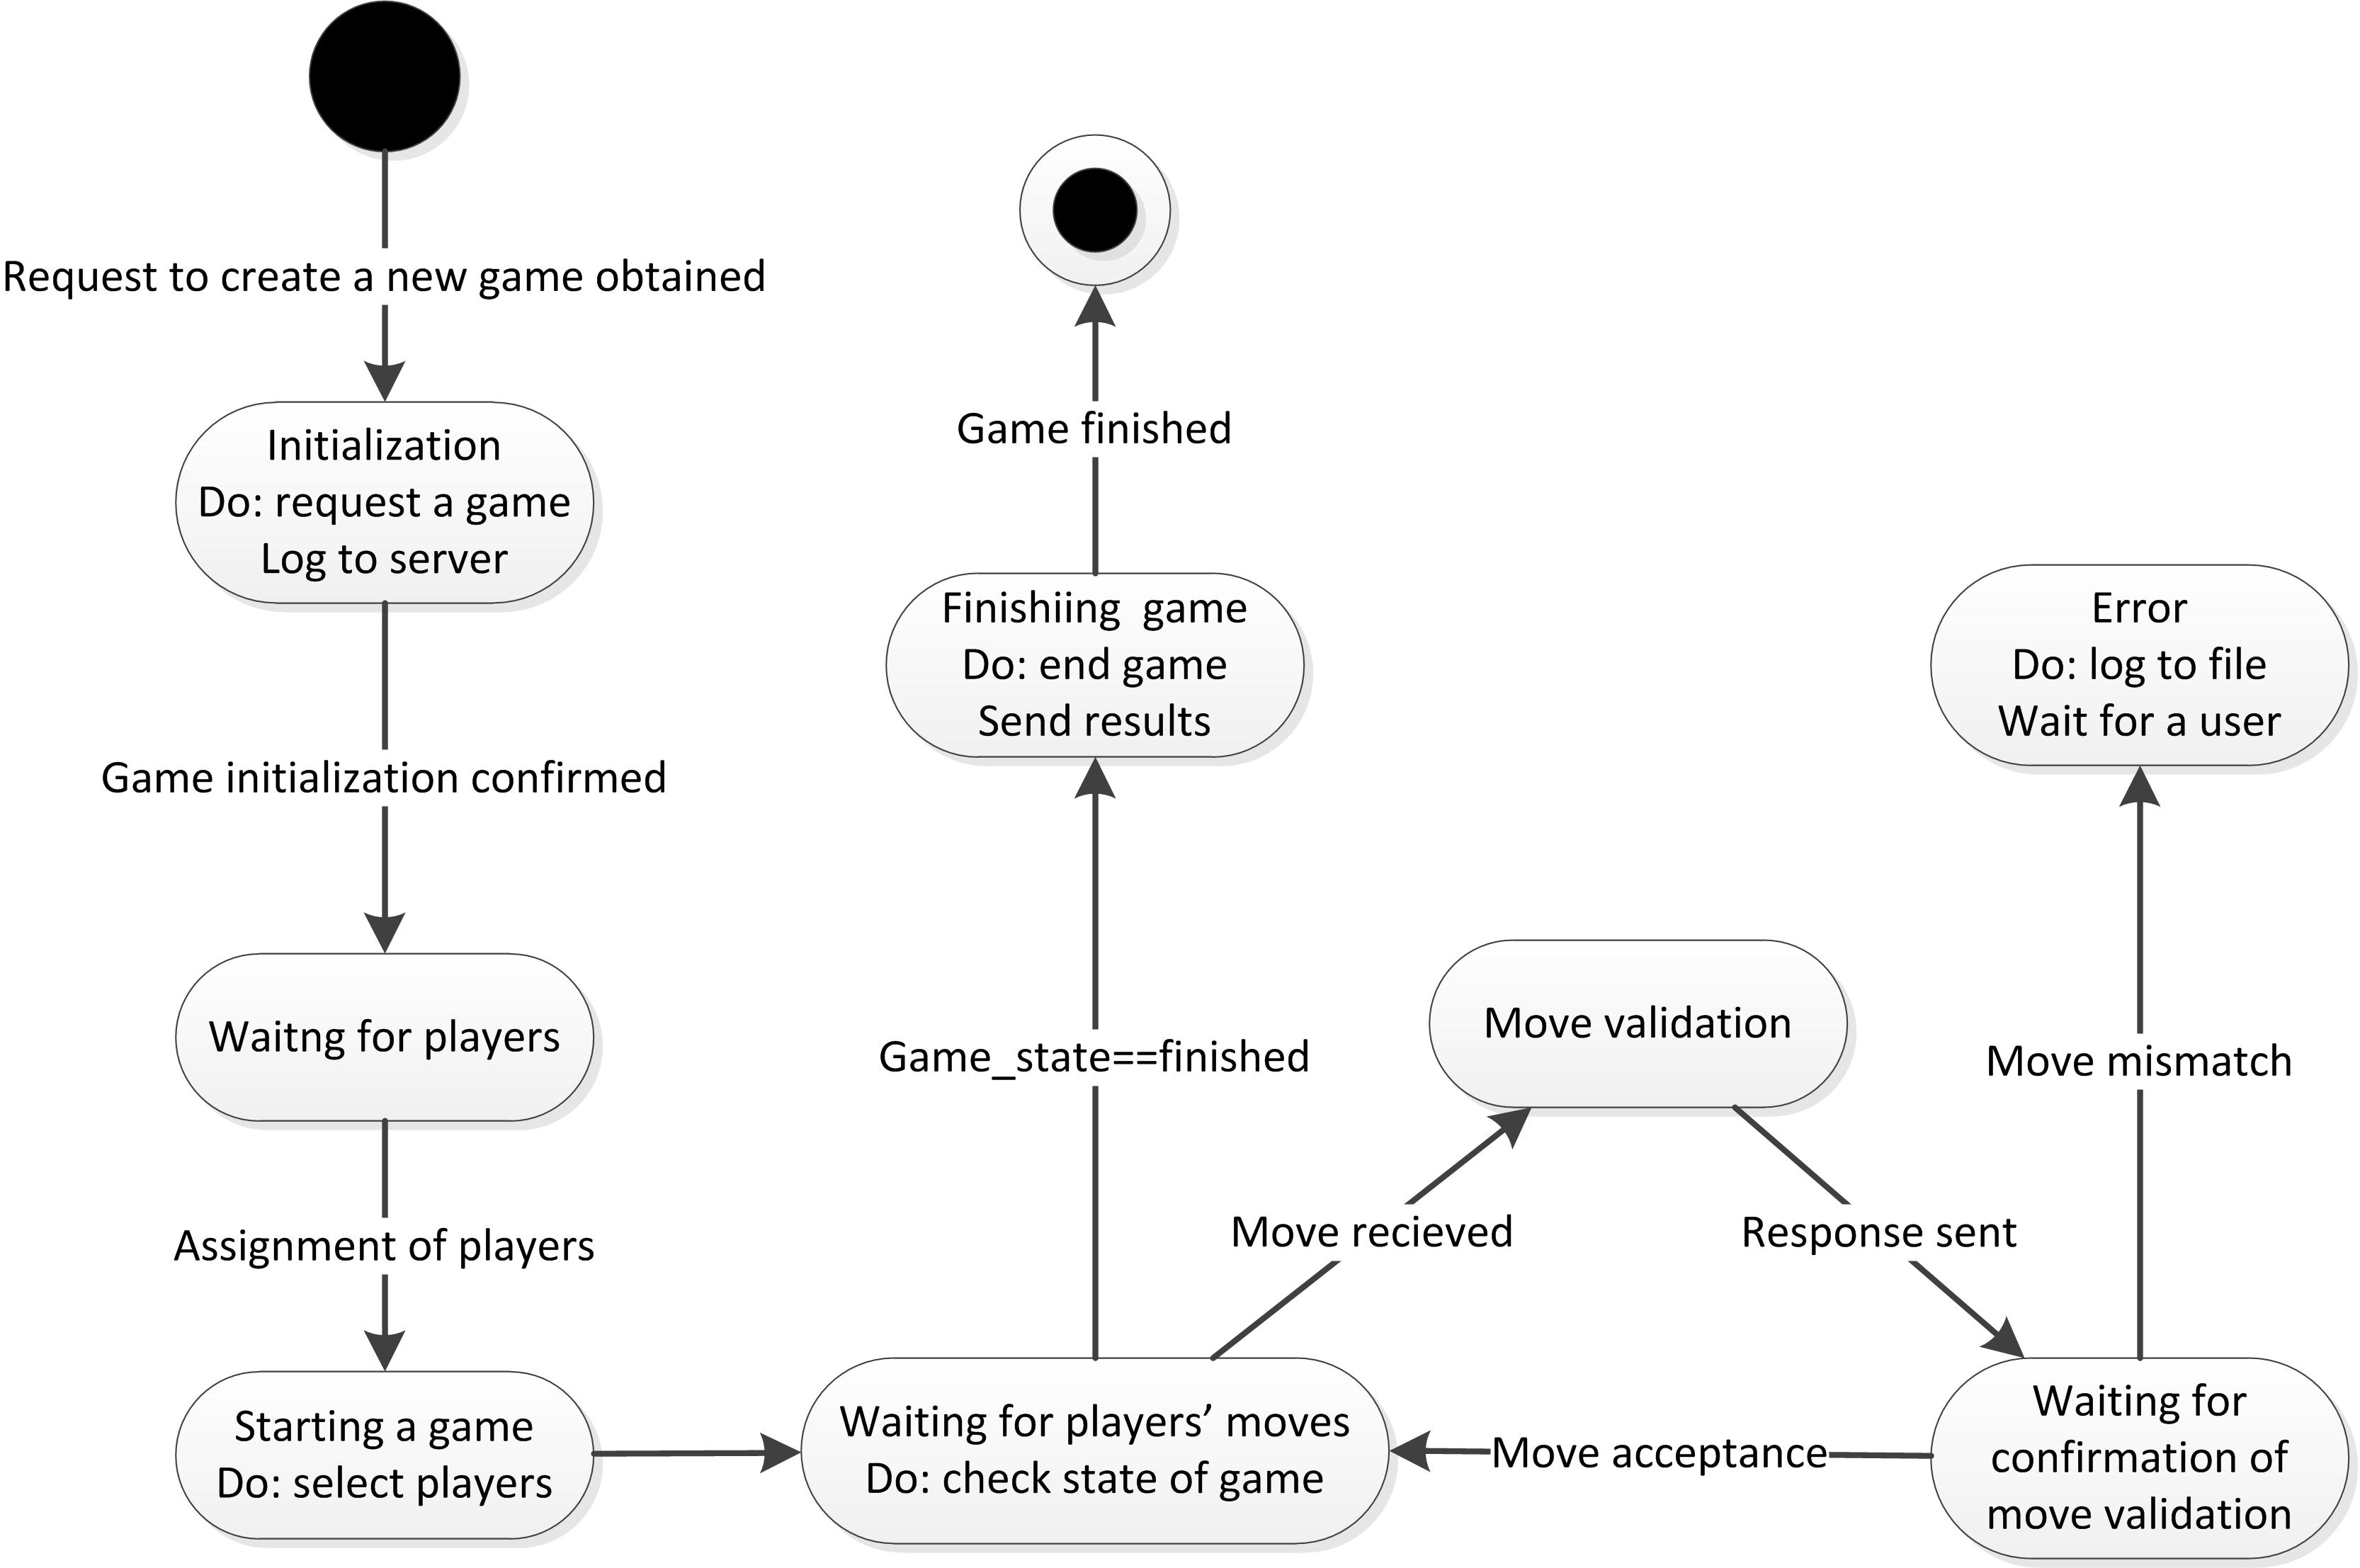 Request to create a new game obtained
Initialization
Do: request a game
Log to server
Game initialization confirmed
Waitng for players
Assignment of players
Starting a game
Do: select players
Game finished
Finishiing  game
Do: end game
Send results
Game_state==finished
Waiting for players’ moves
Do: check state of game
Move recieved
Move validation
Response sent
Waiting for
confirmation of
move validation
Move acceptance
Move mismatch
Error
Do: log to file
Wait for a user